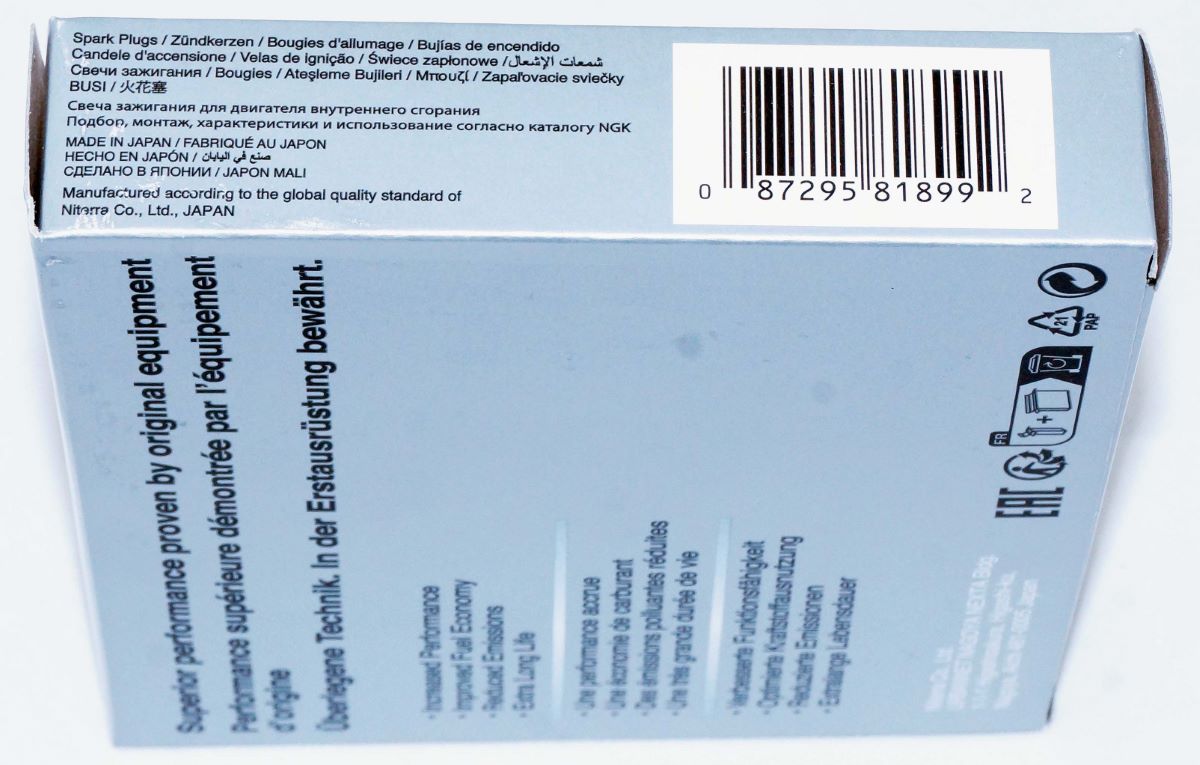 Spark Plugs / Zündkerzen / Bougies d'allumage / Bujías de encendido
Candele d'accensione / Velas de ignição / Świece zapłonowe / شمعات الإشعال
Свечи зажигания / Bougies / Ateşleme Bujileri / Μπουζί / Zapaľovacie sviečky
BUSI / 火花塞
Свеча зажигания для двигателя внутреннего сгорания
Подбор, монтаж, характеристики и использование согласно каталогу NGK
MADE IN JAPAN / FABRIQUÉ AU JAPON
HECHO EN JAPÓN / صنع في اليابان
СДЕЛАНО В ЯПОНИИ / JAPON MALI
Manufactured according to the global quality standard of
Niterra Co., Ltd., JAPAN
0 87295 81899 2
Superior performance proven by original equipment
Performance supérieure démontrée par l'équipement
d'origine
Überlegene Technik. In der Erstausrüstung bewährt.
• Increased Performance
• Improved Fuel Economy
• Reduced Emissions
• Extra Long Life
• Une performance accrue
• Une économie de carburant
• Des émissions polluantes réduites
• Une très grande durée de vie
• Verbesserte Funktionsfähigkeit
• Optimierte Kraftstoffausnutzung
• Reduzierte Emissionen
• Extralange Lebensdauer
21
PAP
FR
EAC
Niterra Co., Ltd.